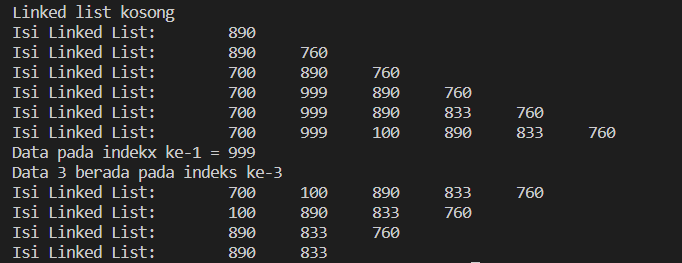 Linked list kosong
Isi Linked List: 890
Isi Linked List: 890 760
Isi Linked List: 700 890 760
Isi Linked List: 700 999 890 760
Isi Linked List: 700 999 890 833 760
Isi Linked List: 700 999 100 890 833 760
Data pada indekx ke-1 = 999
Data 3 berada pada indeks ke-3
Isi Linked List: 700 100 890 833 760
Isi Linked List: 100 890 833 760
Isi Linked List: 890 833 760
Isi Linked List: 890 833